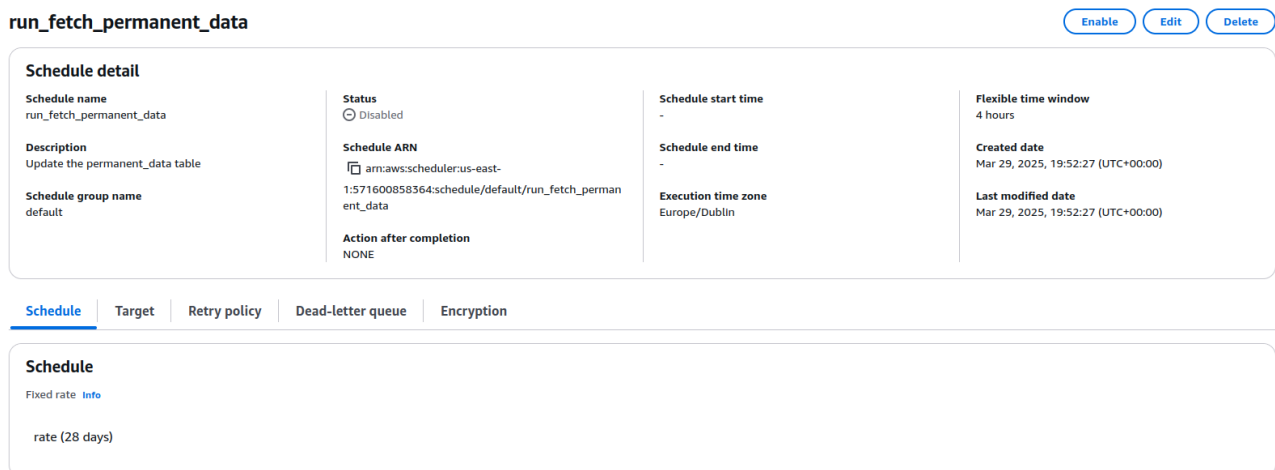 run_fetch_permanent_data
Enable
Edit
Delete
Schedule detail
Schedule name
run_fetch_permanent_data
Description
Update the permanent_data table
Schedule group name
default
Status
Disabled
Schedule ARN
arn:aws:scheduler:us-east-
1:571600858364:schedule/default/run_fetch_perman
ent_data
Action after completion
NONE
Schedule start time
-
Schedule end time
-
Execution time zone
Europe/Dublin
Flexible time window
4 hours
Created date
Mar 29, 2025, 19:52:27 (UTC+00:00)
Last modified date
Mar 29, 2025, 19:52:27 (UTC+00:00)
Schedule
Target
Retry policy
Dead-letter queue
Encryption
Schedule
Fixed rate Info
rate (28 days)